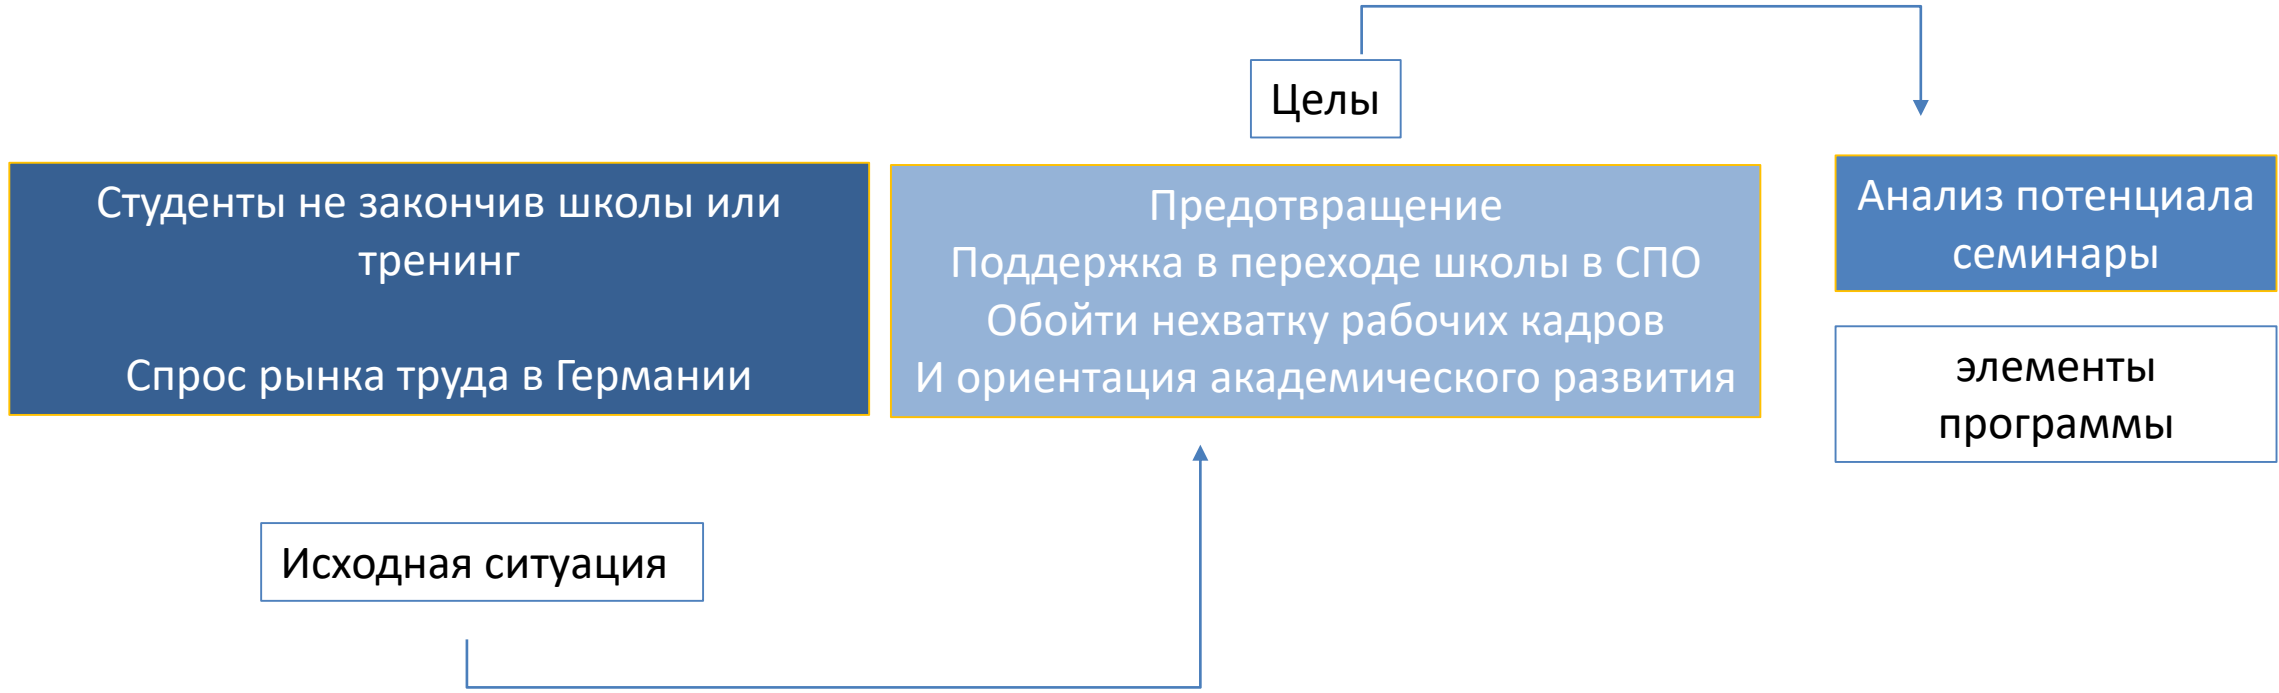 Целы
Студенты не закончив школы или
тренинг
Спрос рынка труда в Германии
Предотвращение
Поддержка в переходе школы в СПО
Обойти нехватку рабочих кадров
И ориентация академического развития
Анализ потенциала
семинары
элементы
программы
Исходная ситуация